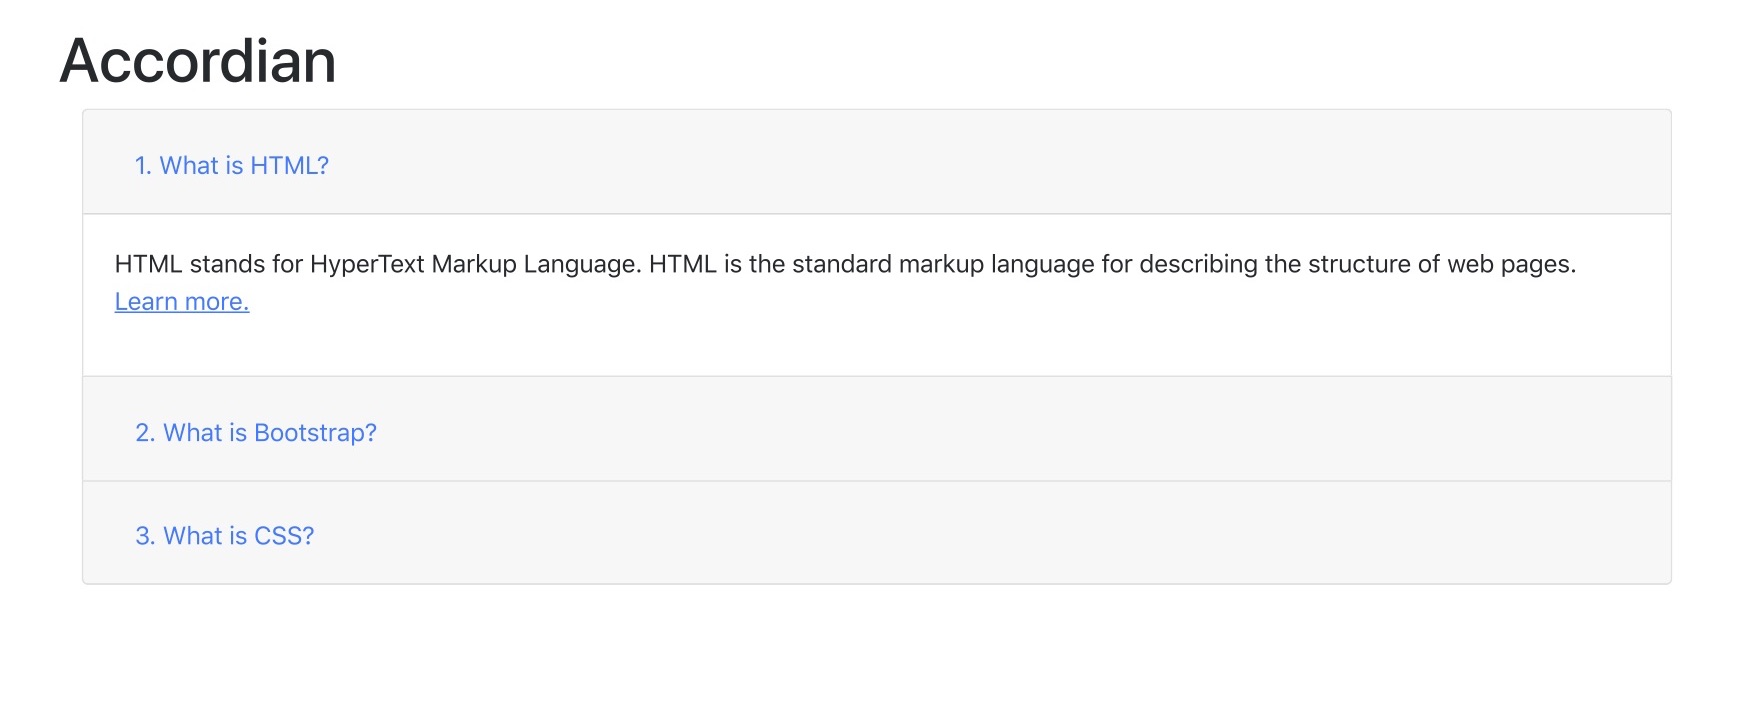 Accordian
1. What is HTML?
HTML stands for HyperText Markup Language. HTML is the standard markup language for describing the structure of web pages.
Learn more.
2. What is Bootstrap?
3. What is CSS?